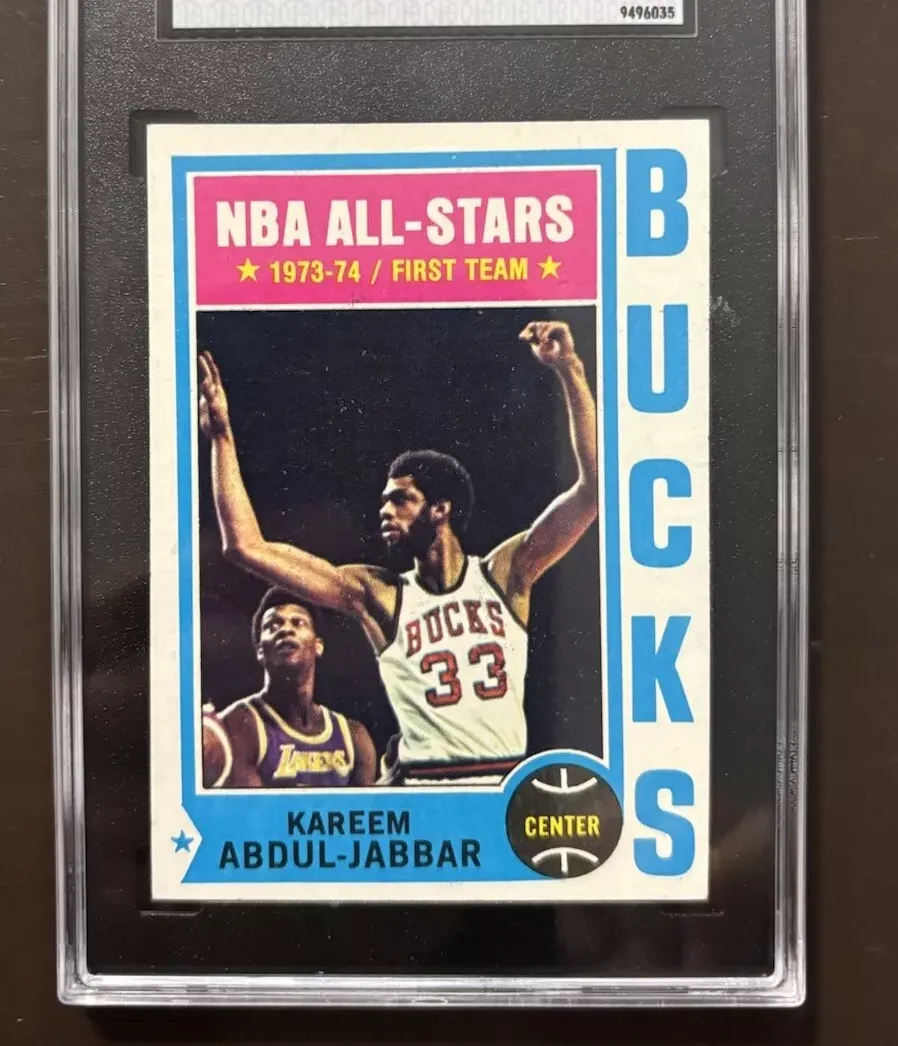 9496035
NBA ALL-STARS
★ 1973-74 / FIRST TEAM ★
BUCKS
BUCKS
33
LAKERS
KAREEM
ABDUL-JABBAR
CENTER